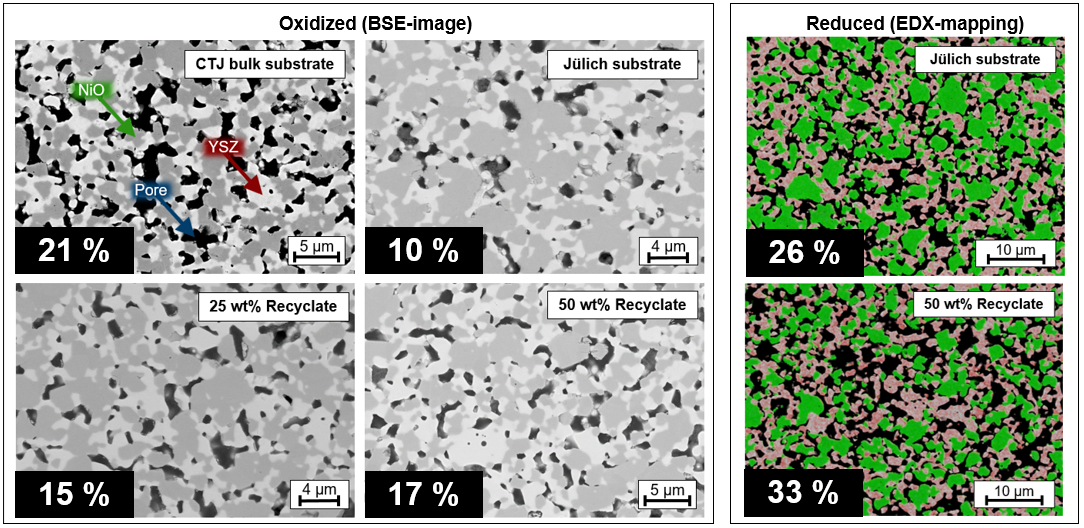 Oxidized (BSE-image)
CTJ bulk substrate
NiO
YSZ
Pore
21 %
5 µm
Jülich substrate
10 %
4 µm
25 wt% Recyclate
15 %
4 µm
50 wt% Recyclate
17 %
5 µm
Reduced (EDX-mapping)
Jülich substrate
26 %
10 µm
50 wt% Recyclate
33 %
10 µm